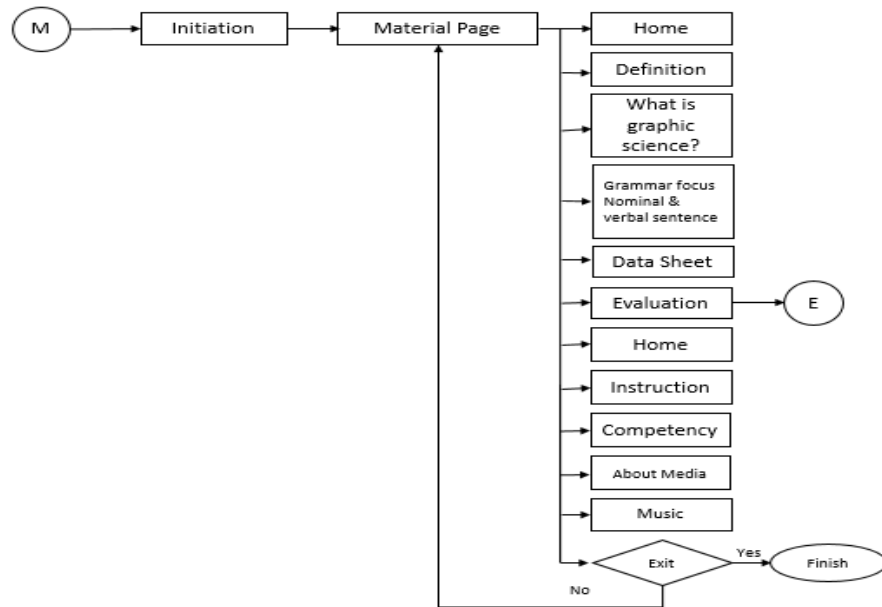 M
Initiation
Material Page
Home
Definition
What is
graphic
science?
Grammar focus
Nominal &
verbal sentence
Data Sheet
Evaluation
E
Home
Instruction
Competency
About Media
Music
Exit
Yes
Finish
No